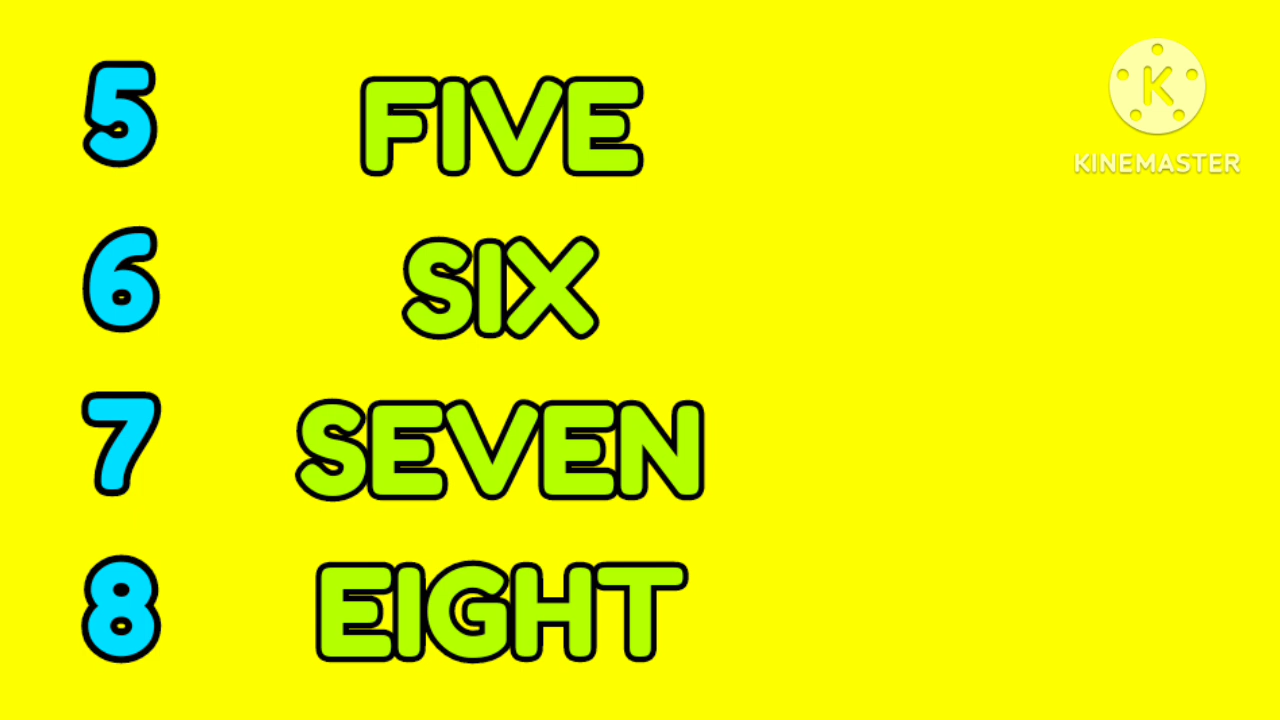 5 FIVE
K
KINEMASTER
6 SIX
7 SEVEN
8 EIGHT